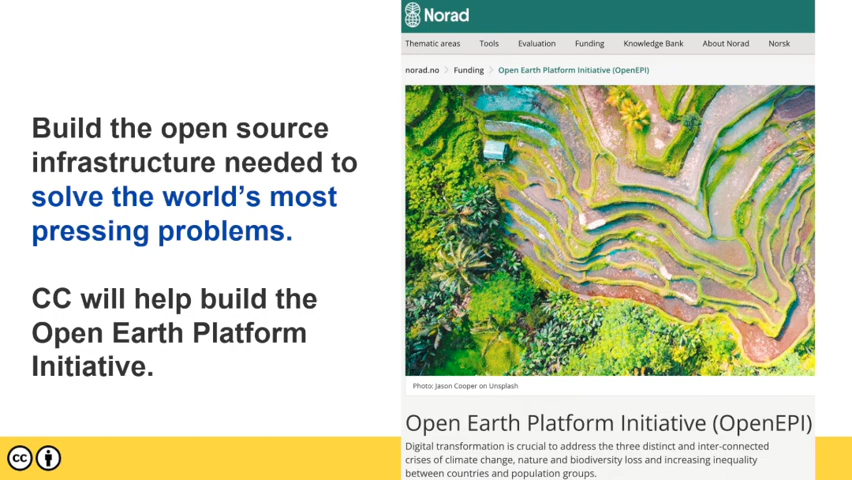 Build the open source
infrastructure needed to
solve the world's most
pressing problems.
CC will help build the
Open Earth Platform
Initiative.
cc
Norad
Thematic areas Tools Evaluation Funding Knowledge Bank About Norad Norsk
norad.no > Funding > Open Earth Platform Initiative (OpenEPI)
Photo: Jason Cooper on Unsplash
Open Earth Platform Initiative (OpenEPI)
Digital transformation is crucial to address the three distinct and inter-connected
crises of climate change, nature and biodiversity loss and increasing inequality
between countries and population groups.